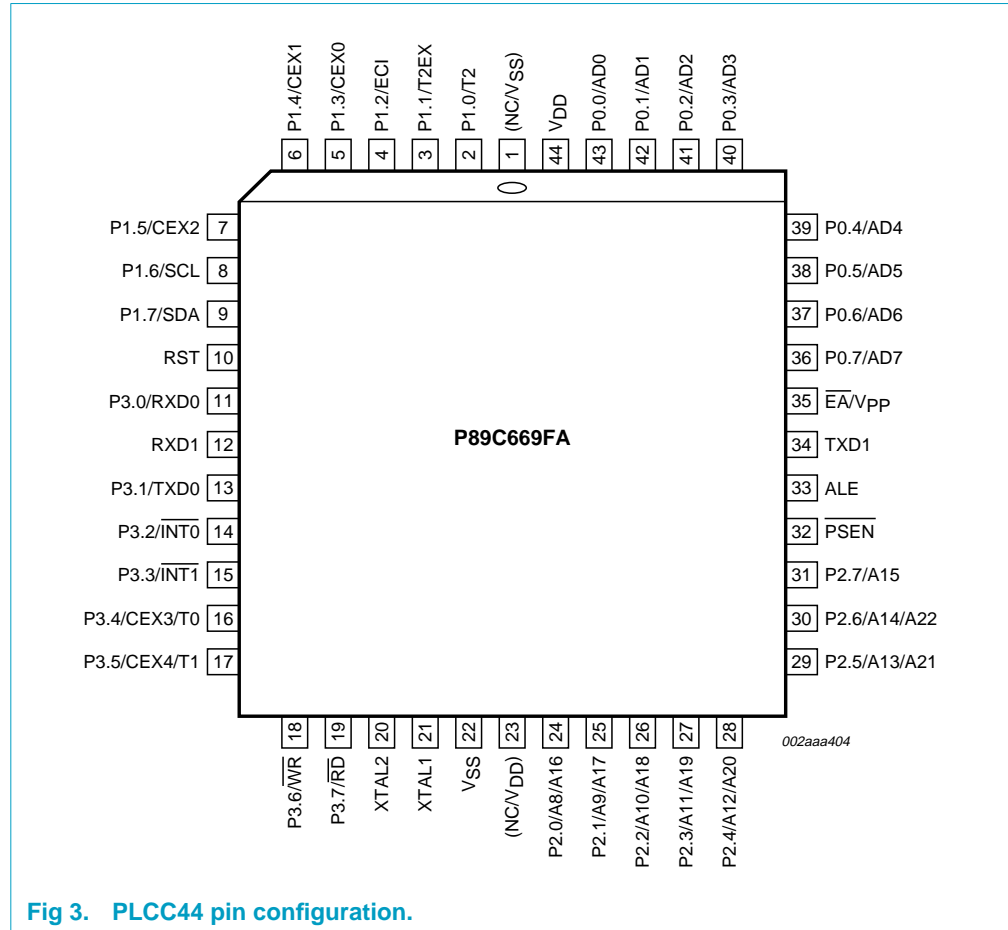 P1.4/CEX1
P1.3/CEX0
P1.2/ECI
P1.1/T2EX
P1.0/T2
(NC/VSS)
VDD
P0.0/AD0
P0.1/AD1
P0.2/AD2
P0.3/AD3
6 5 4 3 2 1 44 43 42 41 40
P1.5/CEX2 7
P1.6/SCL 8
P1.7/SDA 9
RST 10
P3.0/RXD0 11
RXD1 12
P3.1/TXD0 13
P3.2/INT0 14
P3.3/INT1 15
P3.4/CEX3/T0 16
P3.5/CEX4/T1 17
P89C669FA
39 P0.4/AD4
38 P0.5/AD5
37 P0.6/AD6
36 P0.7/AD7
35 EA/VPP
34 TXD1
33 ALE
32 PSEN
31 P2.7/A15
30 P2.6/A14/A22
29 P2.5/A13/A21
18 19 20 21 22 23 24 25 26 27 28
P3.6/WR
P3.7/RD
XTAL2
XTAL1
VSS
(NC/VDD)
P2.0/A8/A16
P2.1/A9/A17
P2.2/A10/A18
P2.3/A11/A19
P2.4/A12/A20
002aaa404
Fig 3. PLCC44 pin configuration.